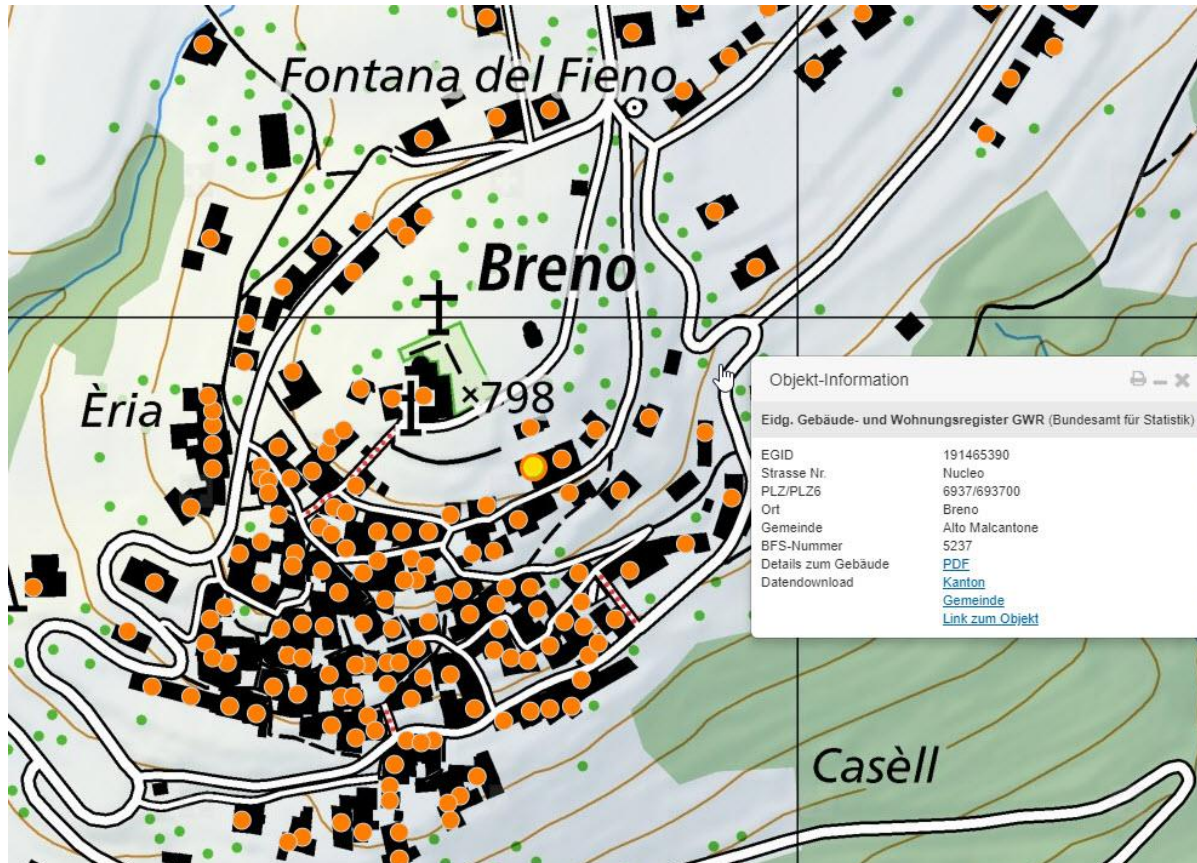 Fontana del Fieno
Breno
Èria
×798
Casèll
Objekt-Information
Eidg. Gebäude- und Wohnungsregister GWR (Bundesamt für Statistik)
EGID 191465390
Strasse Nr. Nucleo
PLZ/PLZ6 6937/693700
Ort Breno
Gemeinde Alto Malcantone
BFS-Nummer 5237
Details zum Gebäude PDF
Datendownload Kanton
Gemeinde
Link zum Objekt